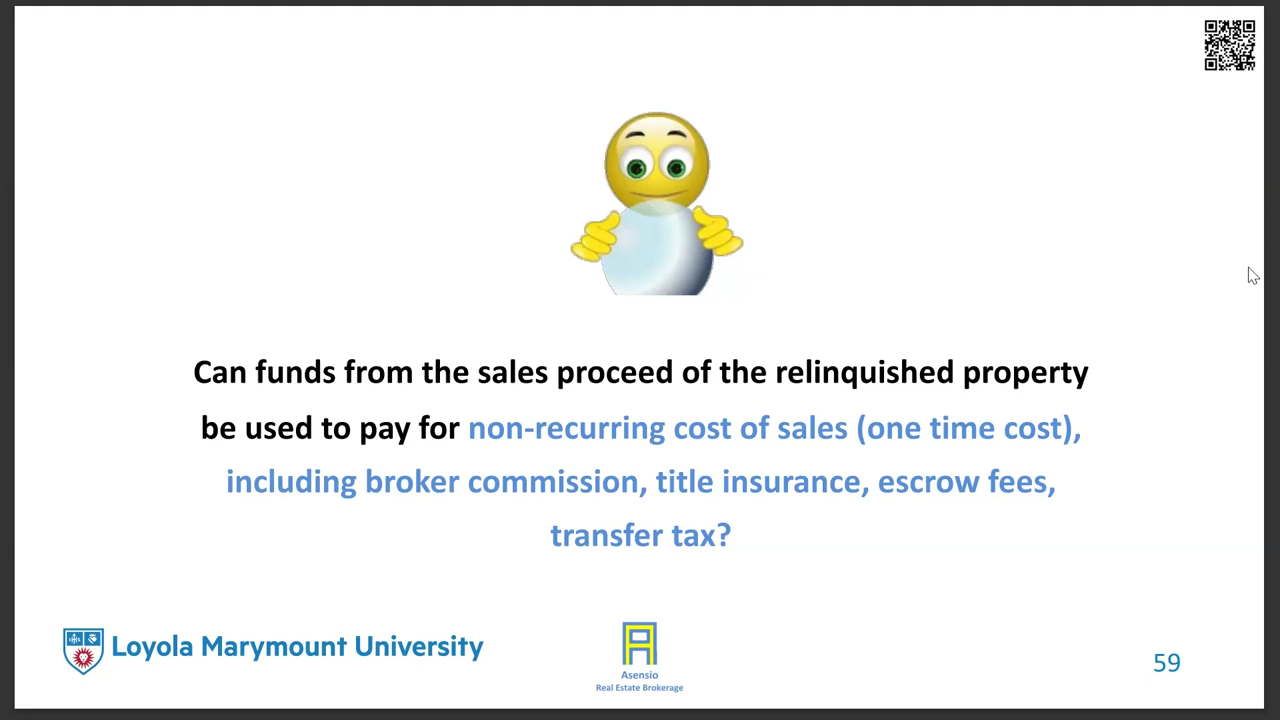 Can funds from the sales proceed of the relinquished property
be used to pay for non-recurring cost of sales (one time cost),
including broker commission, title insurance, escrow fees,
transfer tax?
Loyola Marymount University
Asensio
Real Estate Brokerage
59